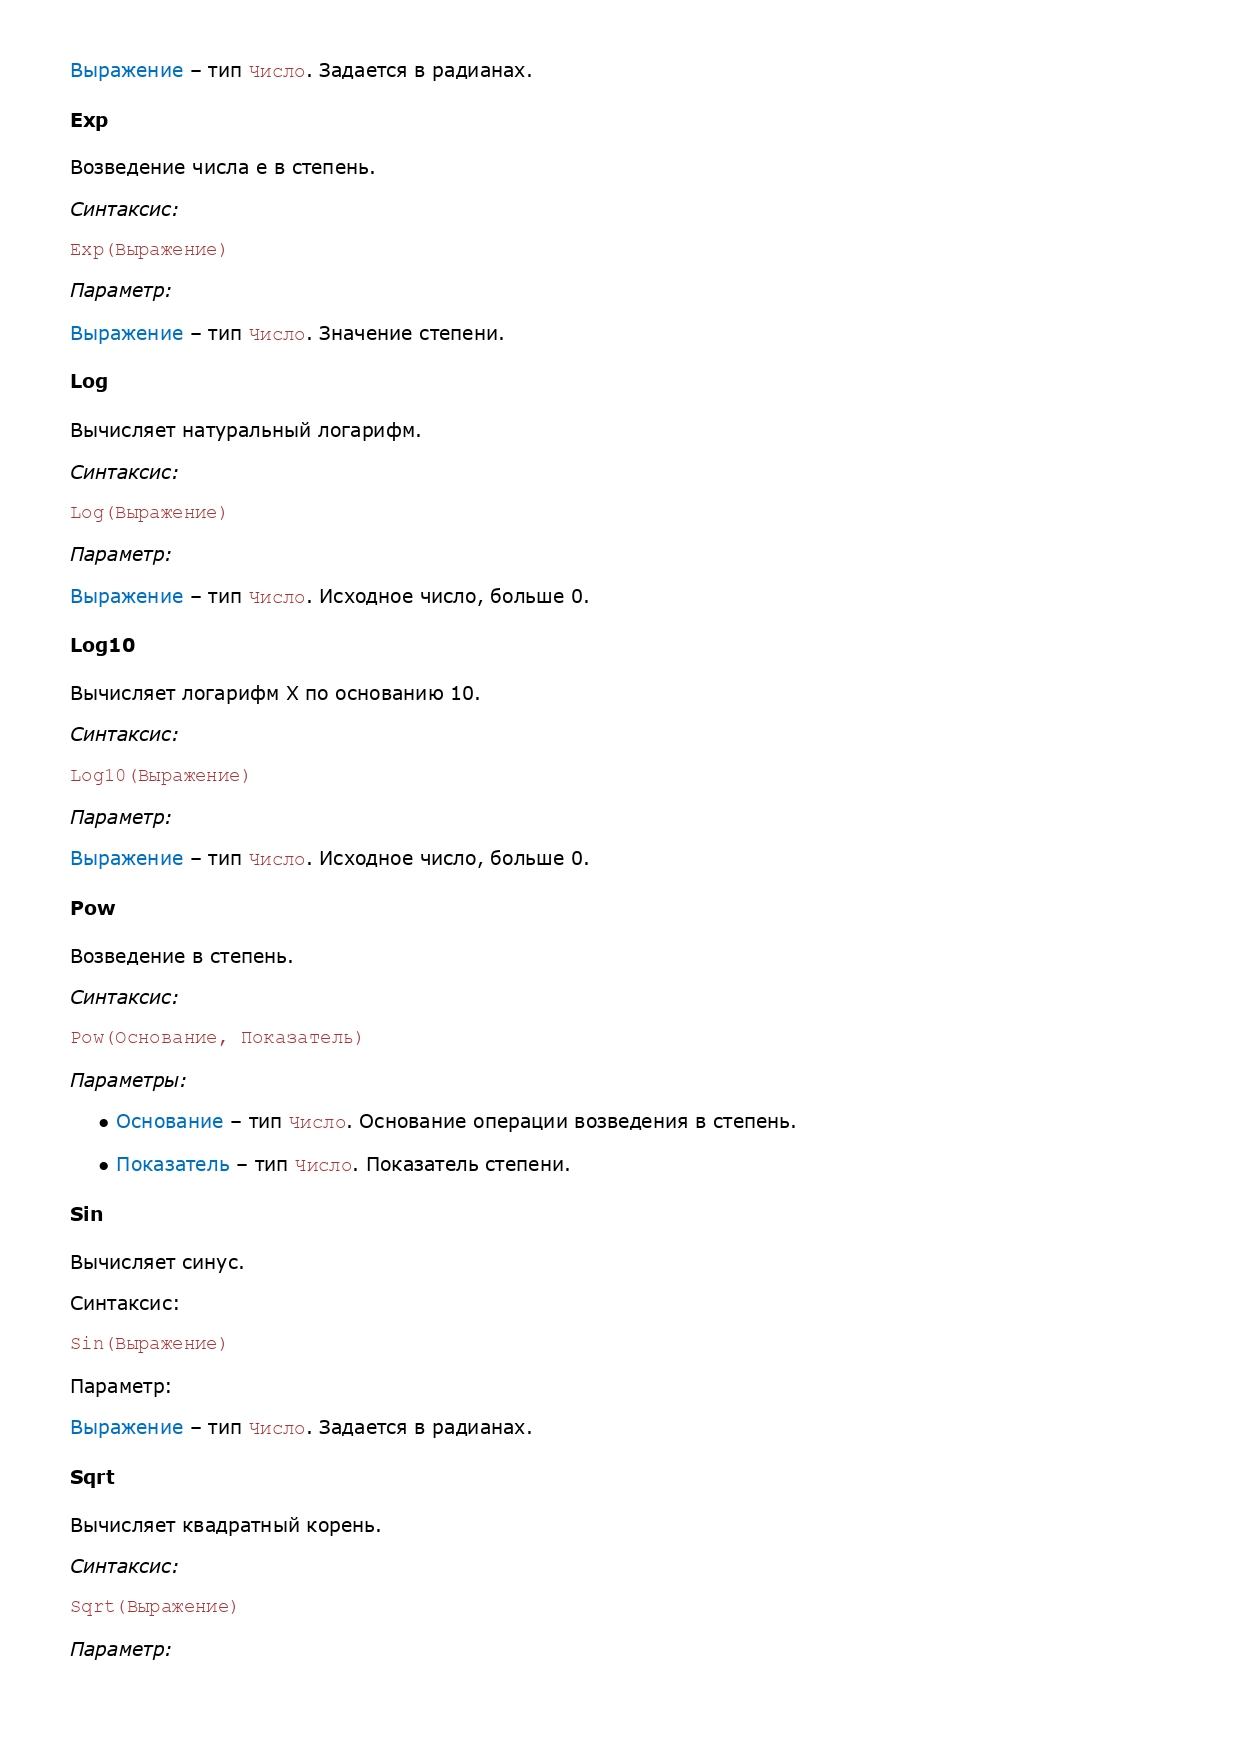 Выражение – тип Число. Задается в радианах.
Exp
Возведение числа e в степень.
Синтаксис:
Exp(Выражение)
Параметр:
Выражение – тип Число. Значение степени.
Log
Вычисляет натуральный логарифм.
Синтаксис:
Log(Выражение)
Параметр:
Выражение – тип Число. Исходное число, больше 0.
Log10
Вычисляет логарифм X по основанию 10.
Синтаксис:
Log10(Выражение)
Параметр:
Выражение – тип Число. Исходное число, больше 0.
Pow
Возведение в степень.
Синтаксис:
Pow(Основание, Показатель)
Параметры:
● Основание – тип Число. Основание операции возведения в степень.
● Показатель – тип Число. Показатель степени.
Sin
Вычисляет синус.
Синтаксис:
Sin(Выражение)
Параметр:
Выражение – тип Число. Задается в радианах.
Sqrt
Вычисляет квадратный корень.
Синтаксис:
Sqrt(Выражение)
Параметр: